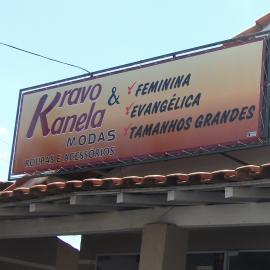 Kravo & Kanela
MODAS
ROUPAS E ACESSÓRIOS
FEMININA
EVANGÉLICA
TAMANHOS GRANDES